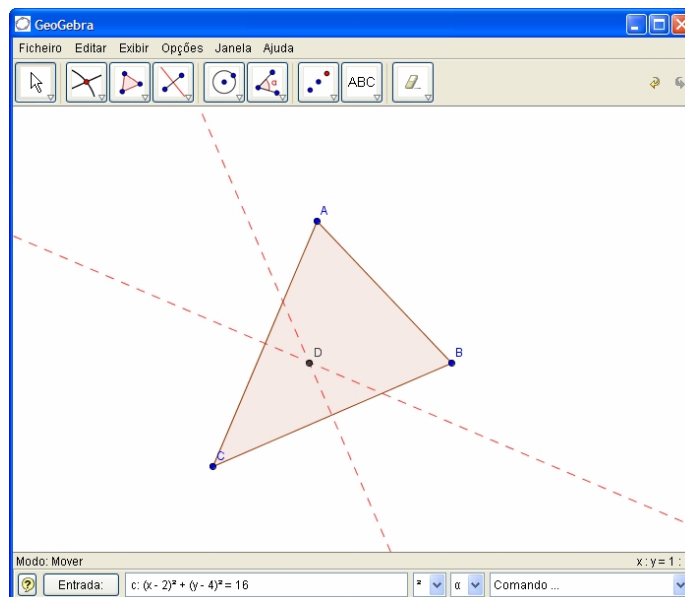 GeoGebra
Ficheiro Editar Exibir Opções Janela Ajuda
α ABC
A
D
B
C
Modo: Mover x : y = 1 :
Entrada: c: (x - 2)² + (y - 4)² = 16 ² α Comando ...